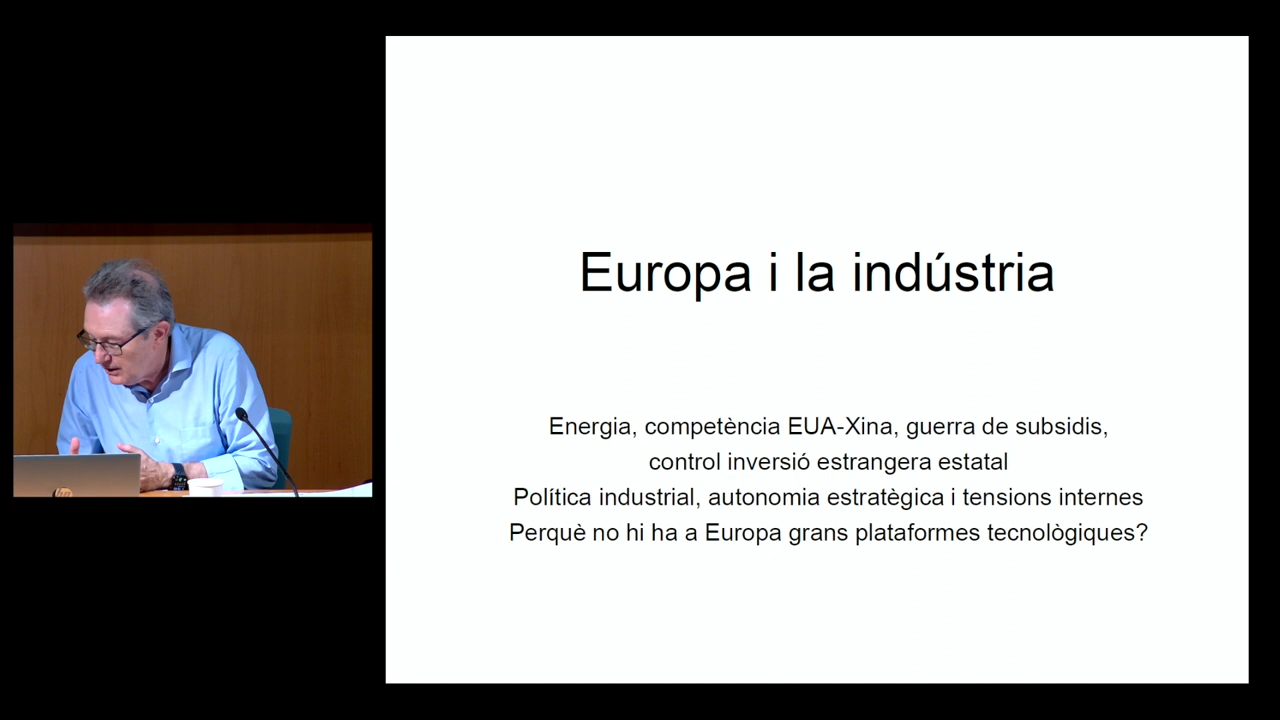 Europa i la indústria
Energia, competència EUA-Xina, guerra de subsidis,
control inversió estrangera estatal
Política industrial, autonomia estratègica i tensions internes
Perquè no hi ha a Europa grans plataformes tecnològiques?